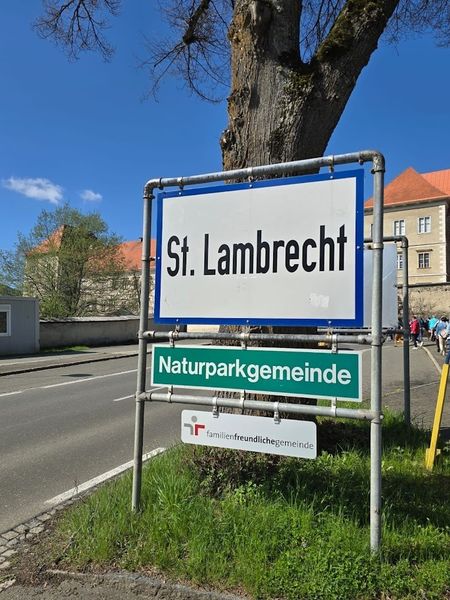 St. Lambrecht
Naturparkgemeinde
familienfreundlichegemeinde